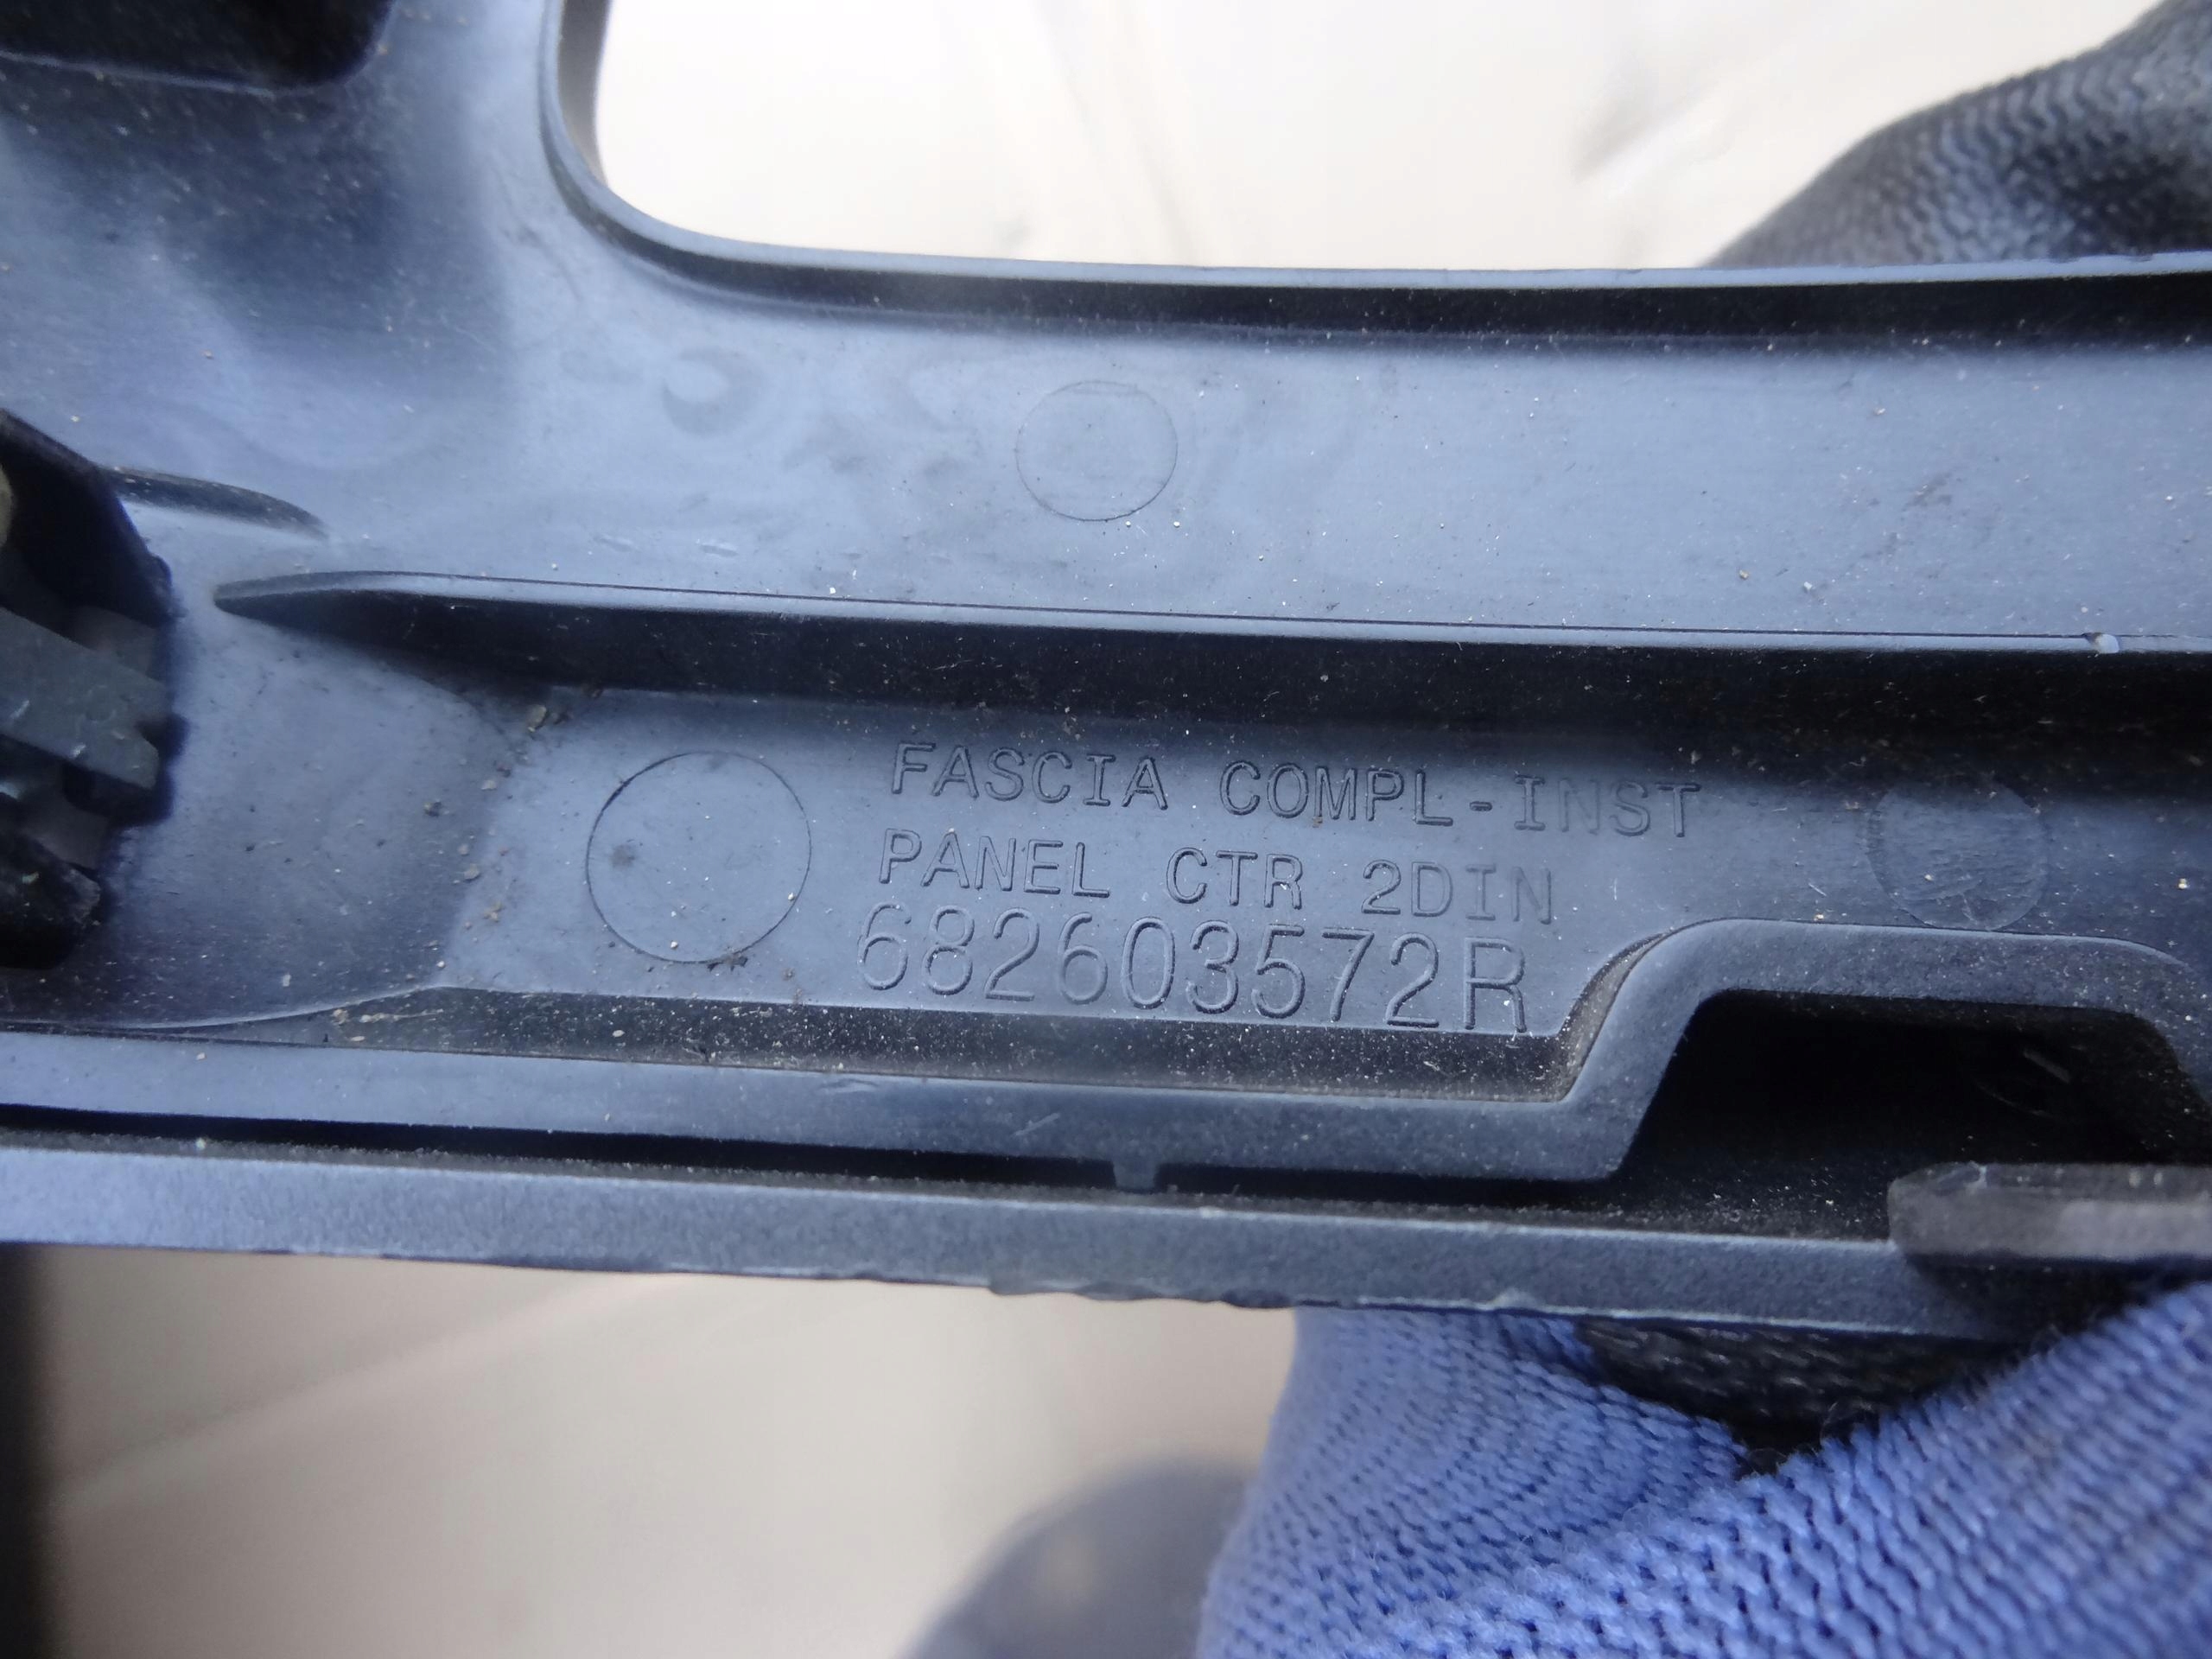 FASCIA COMPL-INST
PANEL CTR 2DIN
682603572R